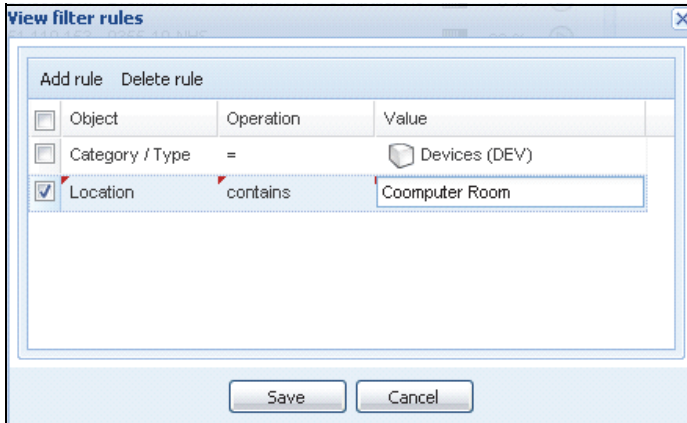 View filter rules
Add rule Delete rule
Object Operation Value
Category / Type = Devices (DEV)
Location contains Coomputer Room
Save Cancel